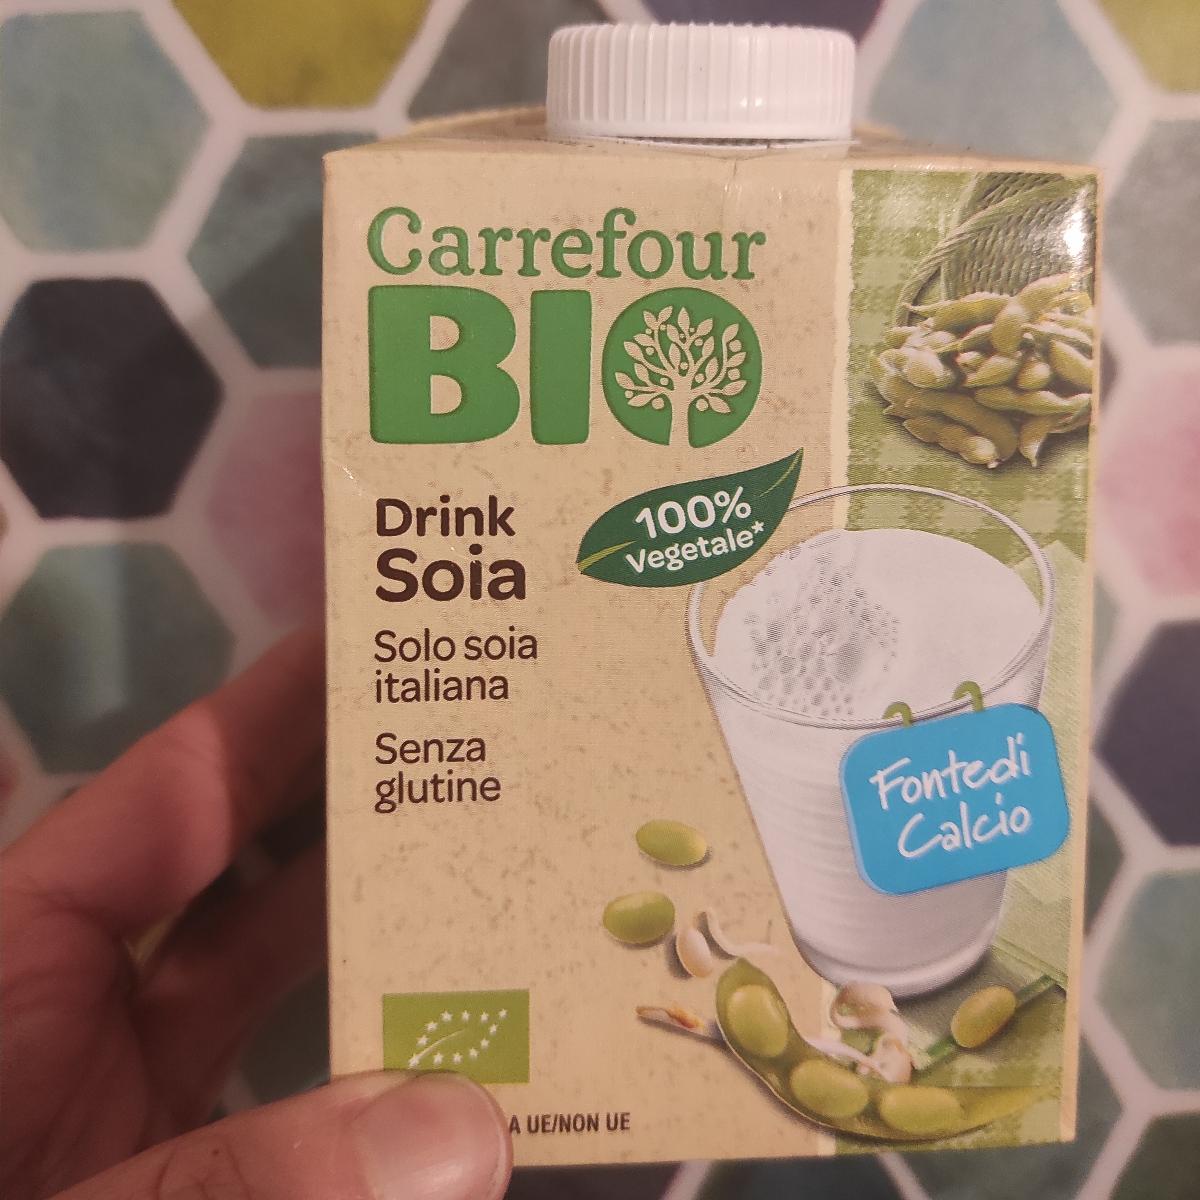 Carrefour
BIO
100%
vegetale*
Drink
Soia
Solo soia
italiana
Senza
glutine
Fonte di
Calcio
A UE/NON UE